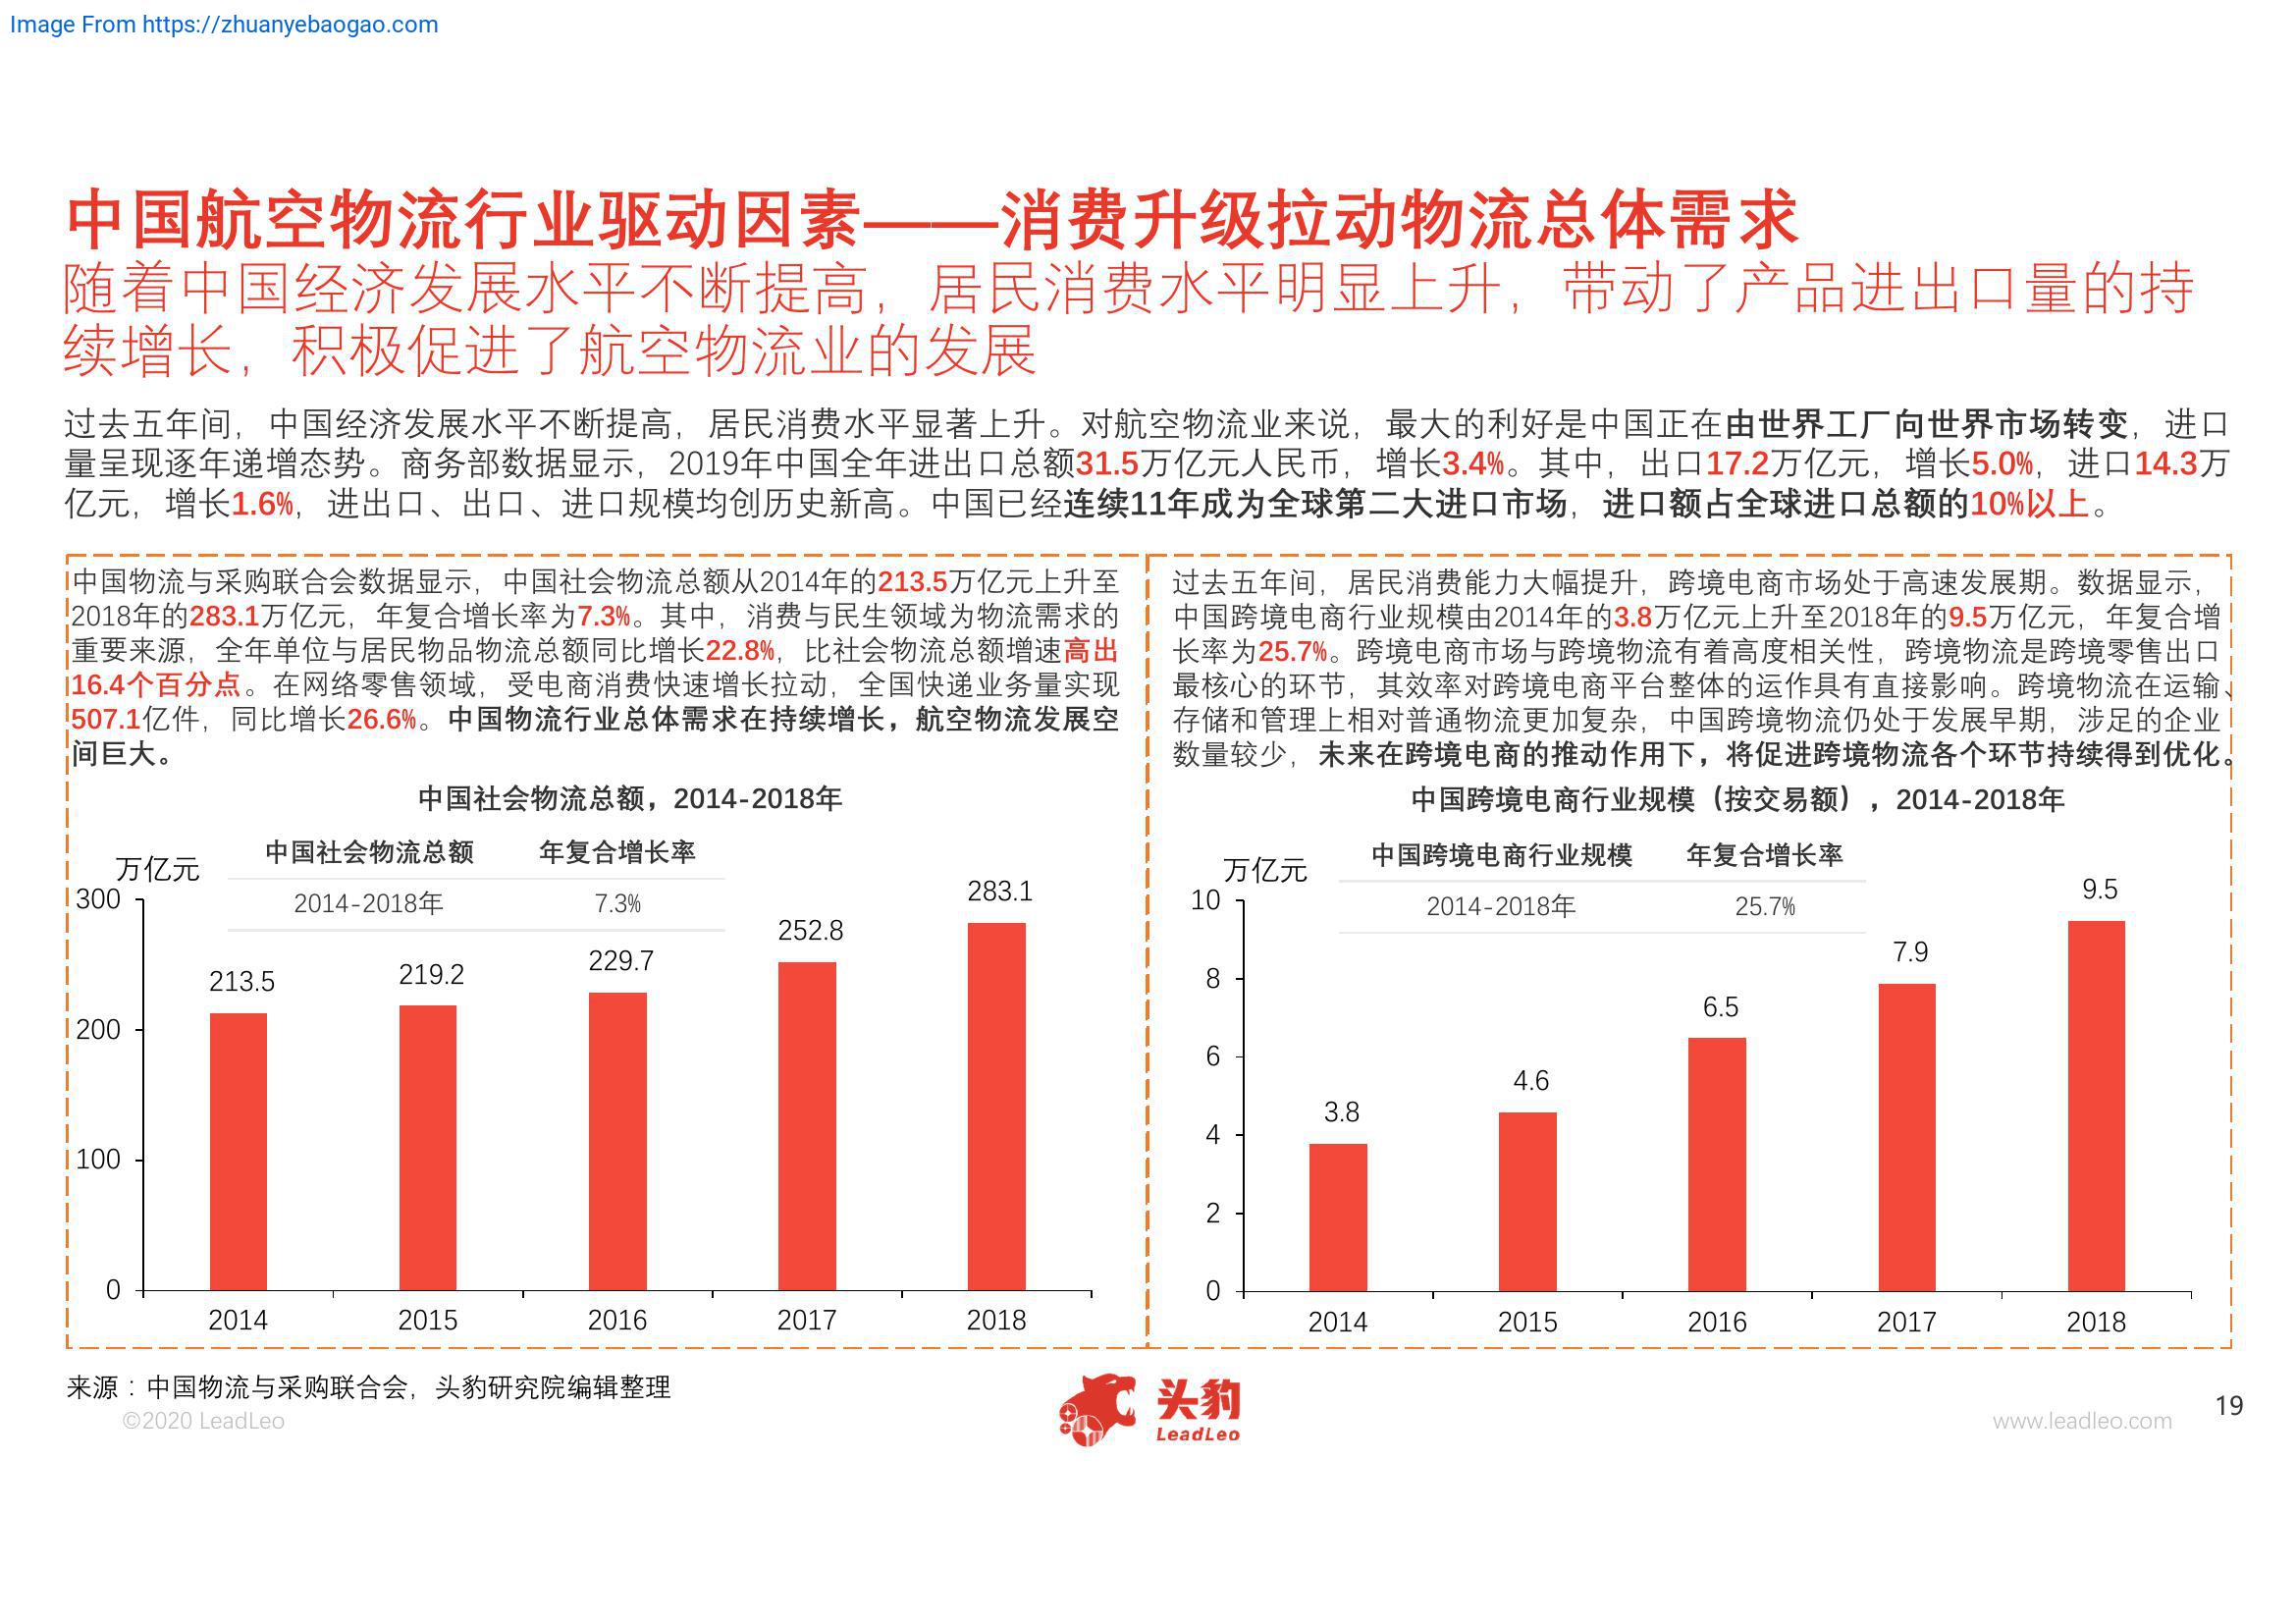 Image From https://zhuanyebaogao.com
中国航空物流行业驱动因素——消费升级拉动物流总体需求
随着中国经济发展水平不断提高，居民消费水平明显上升，带动了产品进出口量的持
续增长，积极促进了航空物流业的发展
过去五年间，中国经济发展水平不断提高，居民消费水平显著上升。对航空物流业来说，最大的利好是中国正在由世界工厂向世界市场转变，进口
量呈现逐年递增态势。商务部数据显示，2019年中国全年进出口总额31.5万亿元人民币，增长3.4%。其中，出口17.2万亿元，增长5.0%，进口14.3万
亿元，增长1.6%，进出口、出口、进口规模均创历史新高。中国已经连续11年成为全球第二大进口市场，进口额占全球进口总额的10%以上。
中国物流与采购联合会数据显示，中国社会物流总额从2014年的213.5万亿元上升至
2018年的283.1万亿元，年复合增长率为7.3%。其中，消费与民生领域为物流需求的
重要来源，全年单位与居民物品物流总额同比增长22.8%，比社会物流总额增速高出
16.4个百分点。在网络零售领域，受电商消费快速增长拉动，全国快递业务量实现
507.1亿件，同比增长26.6%。中国物流行业总体需求在持续增长，航空物流发展空
间巨大。
中国社会物流总额，2014-2018年
中国社会物流总额 年复合增长率
万亿元
2014-2018年 7.3%
300
200
100
0
213.5
219.2
229.7
252.8
283.1
2014 2015 2016 2017 2018
过去五年间，居民消费能力大幅提升，跨境电商市场处于高速发展期。数据显示，
中国跨境电商行业规模由2014年的3.8万亿元上升至2018年的9.5万亿元，年复合增
长率为25.7%。跨境电商市场与跨境物流有着高度相关性，跨境物流是跨境零售出口
最核心的环节，其效率对跨境电商平台整体的运作具有直接影响。跨境物流在运输、
存储和管理上相对普通物流更加复杂，中国跨境物流仍处于发展早期，涉足的企业
数量较少，未来在跨境电商的推动作用下，将促进跨境物流各个环节持续得到优化。
中国跨境电商行业规模（按交易额），2014-2018年
中国跨境电商行业规模 年复合增长率
万亿元
2014-2018年 25.7%
10
8
6
4
2
0
3.8
4.6
6.5
7.9
9.5
2014 2015 2016 2017 2018
来源：中国物流与采购联合会，头豹研究院编辑整理
©2020 LeadLeo
头豹
LeadLeo
www.leadleo.com
19